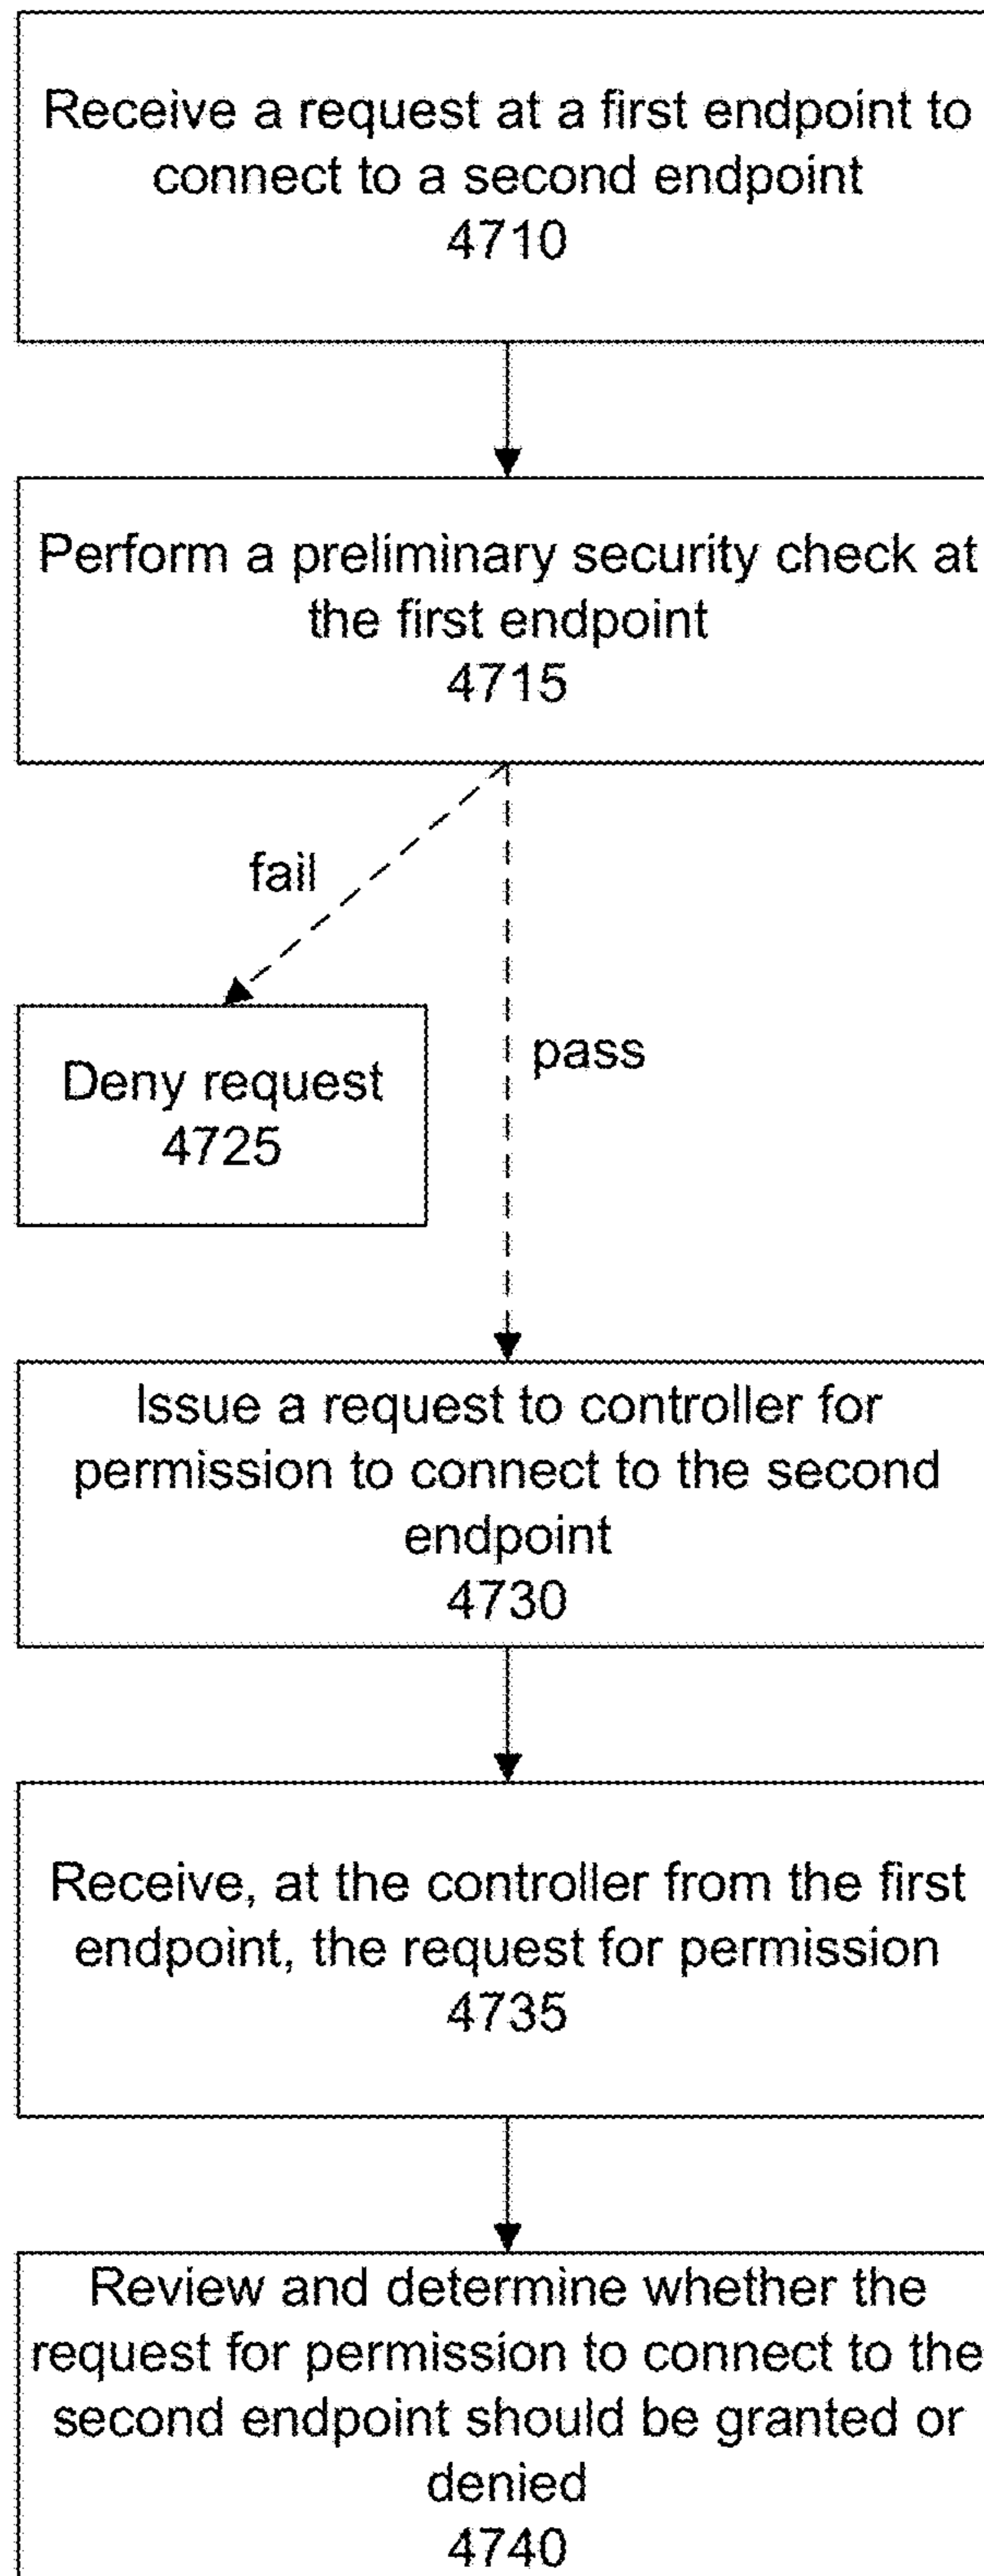 Receive a request at a first endpoint to
connect to a second endpoint
4710
Perform a preliminary security check at
the first endpoint
4715
fail
pass
Deny request
4725
Issue a request to controller for
permission to connect to the second
endpoint
4730
Receive, at the controller from the first
endpoint, the request for permission
4735
Review and determine whether the
request for permission to connect to the
second endpoint should be granted or
denied
4740